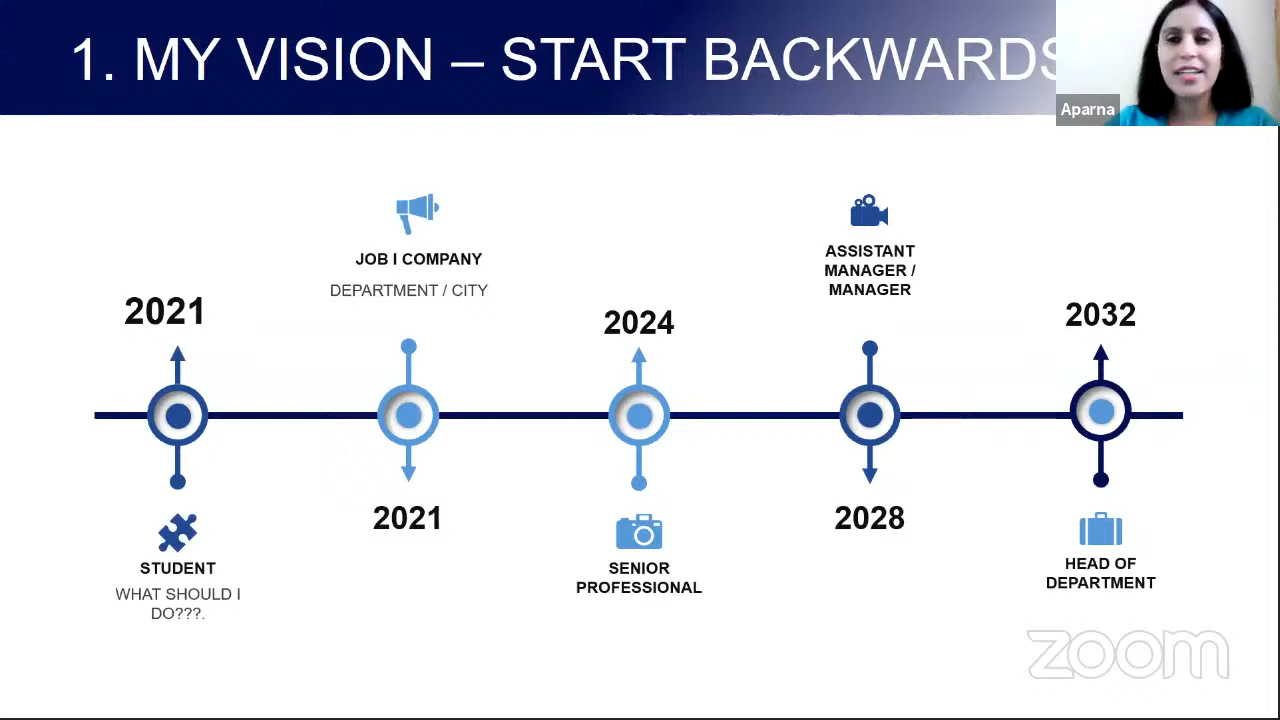 1. MY VISION – START BACKWARDS
Aparna
JOB I COMPANY
DEPARTMENT / CITY
ASSISTANT
MANAGER /
MANAGER
2021
2024
2032
2021
2028
STUDENT
WHAT SHOULD I
DO???.
SENIOR
PROFESSIONAL
HEAD OF
DEPARTMENT
zoom